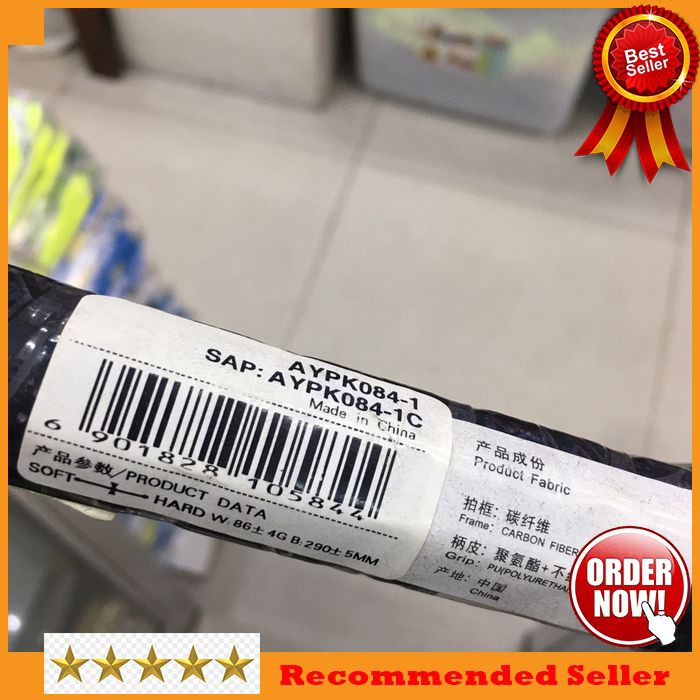 Best
Seller
AYPK084-1
SAP: AYPK084-1C
Made in China
6 901828 105844
产品参数/PRODUCT DATA
SOFT HARD W: 86± 4G B: 290± 5MM
产品成份
Product Fabric
拍框: 碳纤维
Frame: CARBON FIBER
柄皮: 聚氨酯+不
Grip: PU(POLYURETHA
产地: 中国
China
ORDER
NOW!
Recommended Seller